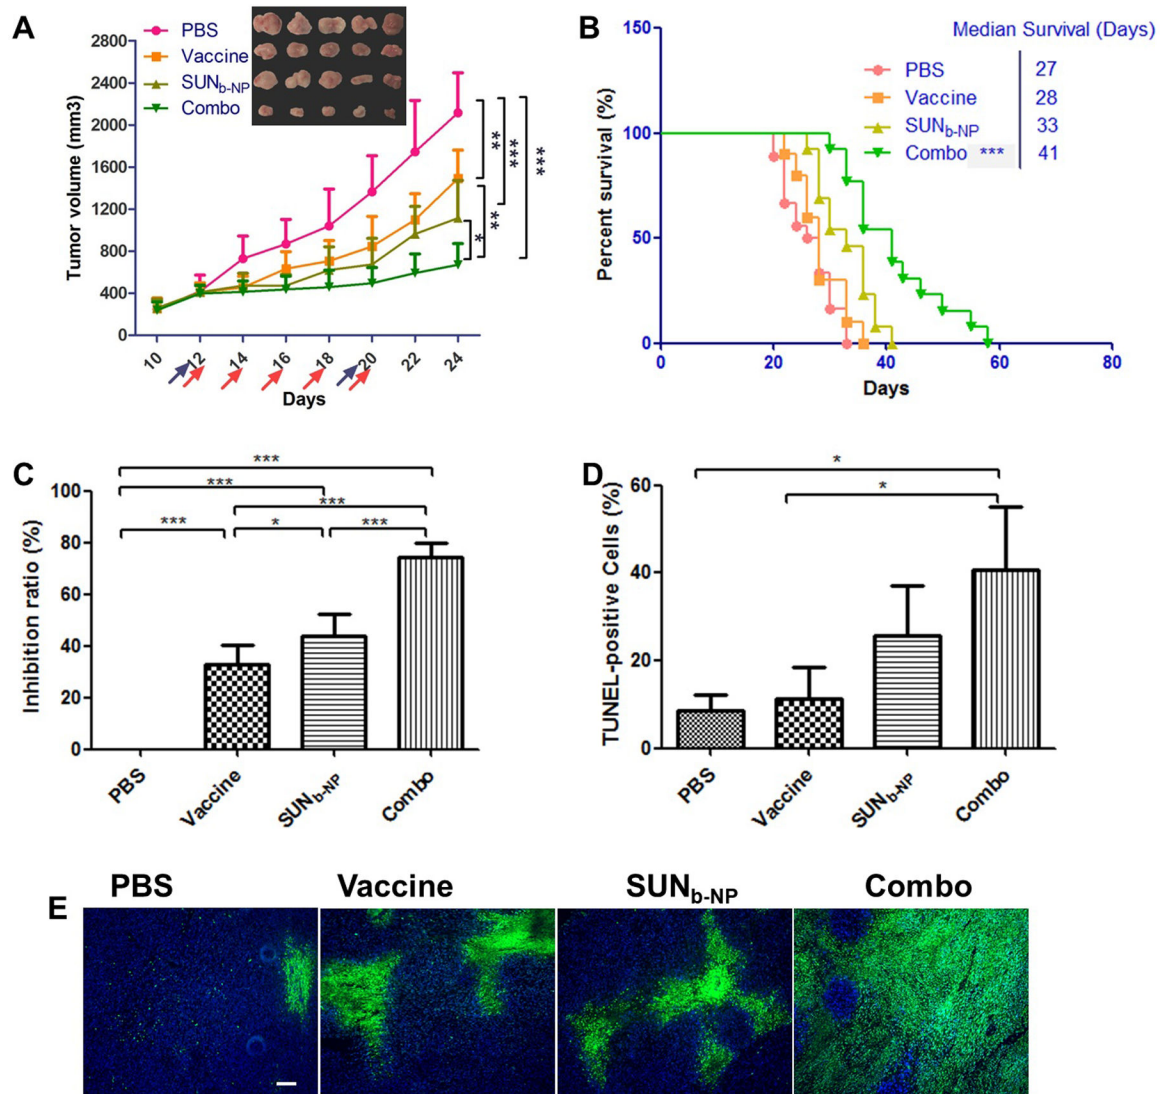 A
PBS
Vaccine
SUNb-NP
Combo
Tumor volume (mm3)
2800
2400
2000
1600
1200
800
400
0
10 12 14 16 18 20 22 24
Days
**
***
***
**
*
B
Median Survival (Days)
PBS 27
Vaccine 28
SUNb-NP 33
Combo *** 41
Percent survival (%)
150
100
50
0
0 20 40 60 80
Days
C
***
***
***
*** * ***
Inhibition ratio (%)
100
80
60
40
20
0
PBS Vaccine SUNb-NP Combo
D
*
*
TUNEL-positive Cells (%)
60
40
20
0
PBS Vaccine SUNb-NP Combo
E
PBS Vaccine SUNb-NP Combo